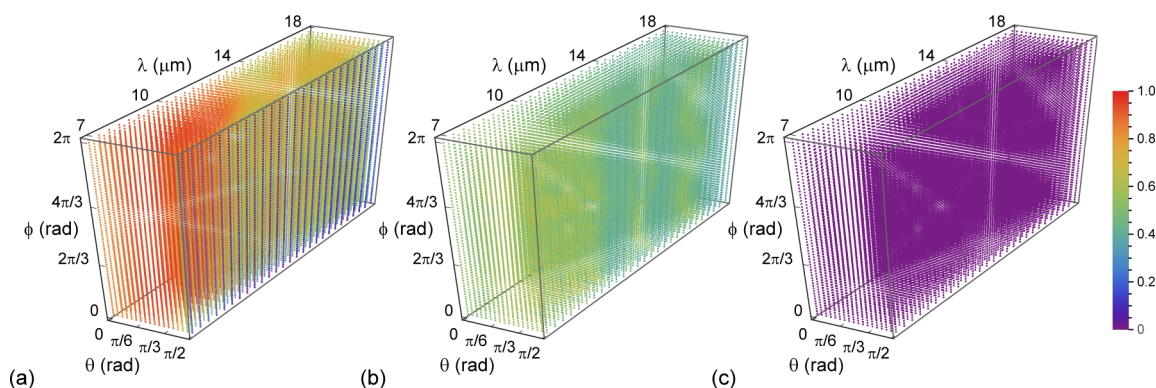 18
14
λ (μm)
10
7
2π
4π/3
ϕ (rad)
2π/3
0
0
π/6
π/3
π/2
θ (rad)
(a)
18
14
λ (μm)
10
7
2π
4π/3
ϕ (rad)
2π/3
0
0
π/6
π/3
π/2
θ (rad)
(b)
18
14
λ (μm)
10
7
2π
4π/3
ϕ (rad)
2π/3
0
0
π/6
π/3
π/2
θ (rad)
(c)
1.0
0.8
0.6
0.4
0.2
0